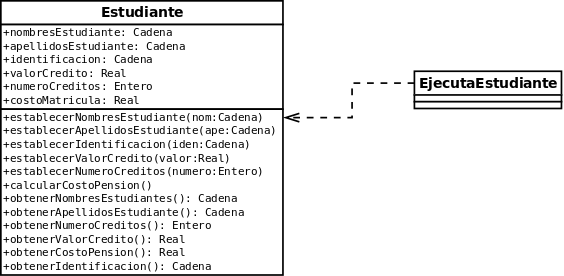 Estudiante
+nombresEstudiante: Cadena
+apellidosEstudiante: Cadena
+identificacion: Cadena
+valorCredito: Real
+numeroCreditos: Entero
+costoMatricula: Real
+establecerNombresEstudiante(nom:Cadena)
+establecerApellidosEstudiante(ape:Cadena)
+establecerIdentificacion(iden:Cadena)
+establecerValorCredito(valor:Real)
+establecerNumeroCreditos(numero:Entero)
+calcularCostoPension()
+obtenerNombresEstudiantes(): Cadena
+obtenerApellidosEstudiante(): Cadena
+obtenerNumeroCreditos(): Entero
+obtenerValorCredito(): Real
+obtenerCostoPension(): Real
+obtenerIdentificacion(): Cadena
EjecutaEstudiante